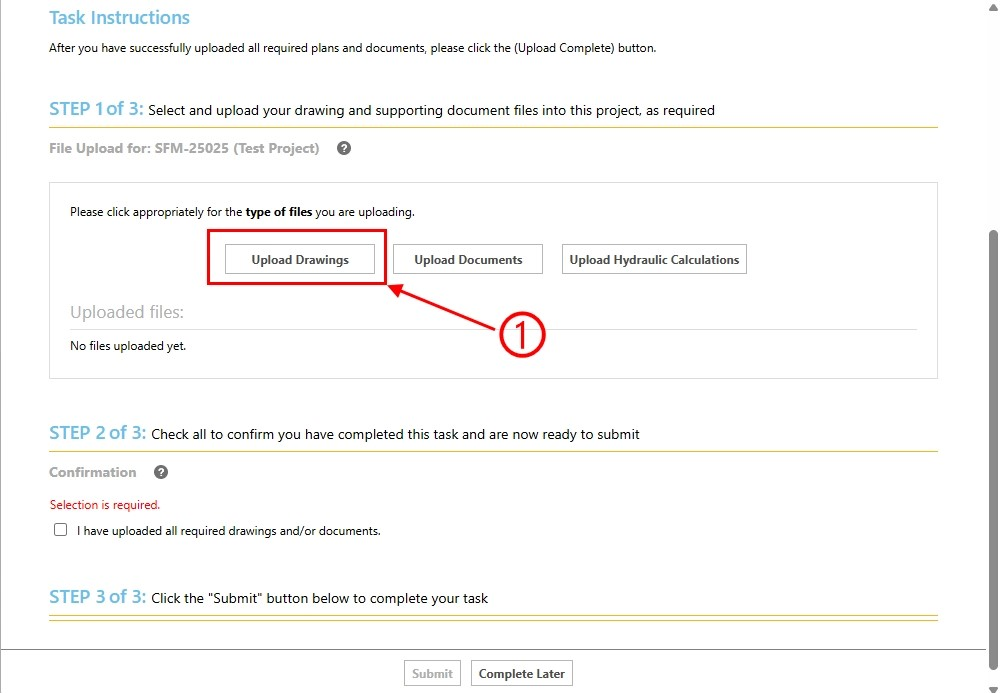 Task Instructions
After you have successfully uploaded all required plans and documents, please click the (Upload Complete) button.
STEP 1 of 3: Select and upload your drawing and supporting document files into this project, as required
File Upload for: SFM-25025 (Test Project) ?
Please click appropriately for the type of files you are uploading.
Upload Drawings Upload Documents Upload Hydraulic Calculations
Uploaded files:
1
No files uploaded yet.
STEP 2 of 3: Check all to confirm you have completed this task and are now ready to submit
Confirmation ?
Selection is required.
I have uploaded all required drawings and/or documents.
STEP 3 of 3: Click the "Submit" button below to complete your task
Submit Complete Later